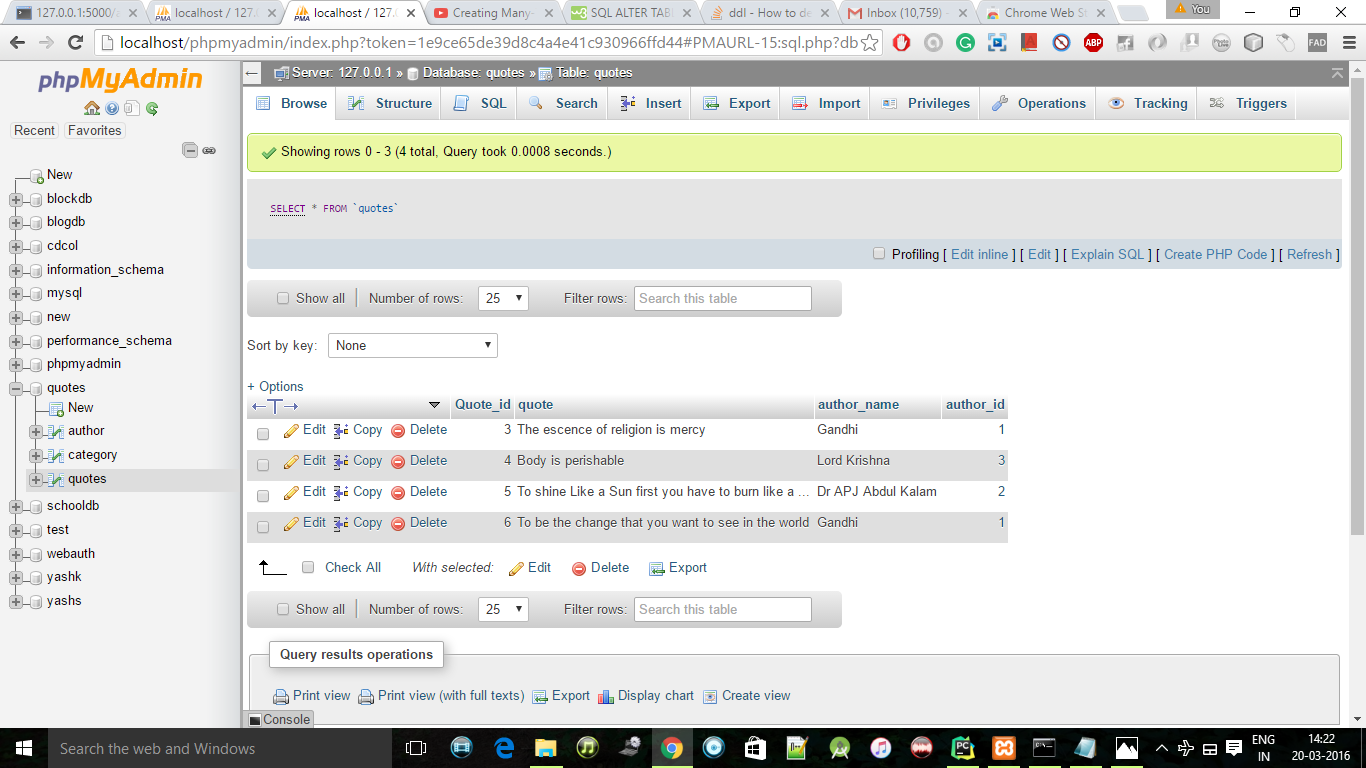 127.0.0.1:5000/
localhost / 127.
localhost / 127.
Creating Many-
SQL ALTER TAB
ddl - How to de
Inbox (10,759) -
Chrome Web St
You
localhost/phpmyadmin/index.php?token=1e9ce65de39d8c4a4e41c930966ffd44#PMAURL-15:sql.php?db
ABP
FAD
phpMyAdmin
Recent
Favorites
New
blockdb
blogdb
cdcol
information_schema
mysql
new
performance_schema
phpmyadmin
quotes
New
author
category
quotes
schooldb
test
webauth
yashk
yashs
Server: 127.0.0.1 » Database: quotes » Table: quotes
Browse Structure SQL Search Insert Export Import Privileges Operations Tracking Triggers
Showing rows 0 - 3 (4 total, Query took 0.0008 seconds.)
SELECT * FROM `quotes`
Profiling [ Edit inline ] [ Edit ] [ Explain SQL ] [ Create PHP Code ] [ Refresh ]
Show all Number of rows: 25 Filter rows: Search this table
Sort by key: None
+ Options
Quote_id quote author_name author_id
Edit Copy Delete 3 The escence of religion is mercy Gandhi 1
Edit Copy Delete 4 Body is perishable Lord Krishna 3
Edit Copy Delete 5 To shine Like a Sun first you have to burn like a ... Dr APJ Abdul Kalam 2
Edit Copy Delete 6 To be the change that you want to see in the world Gandhi 1
Check All With selected: Edit Delete Export
Show all Number of rows: 25 Filter rows: Search this table
Query results operations
Print view Print view (with full texts) Export Display chart Create view
Console
Search the web and Windows
ENG
IN
14:22
20-03-2016